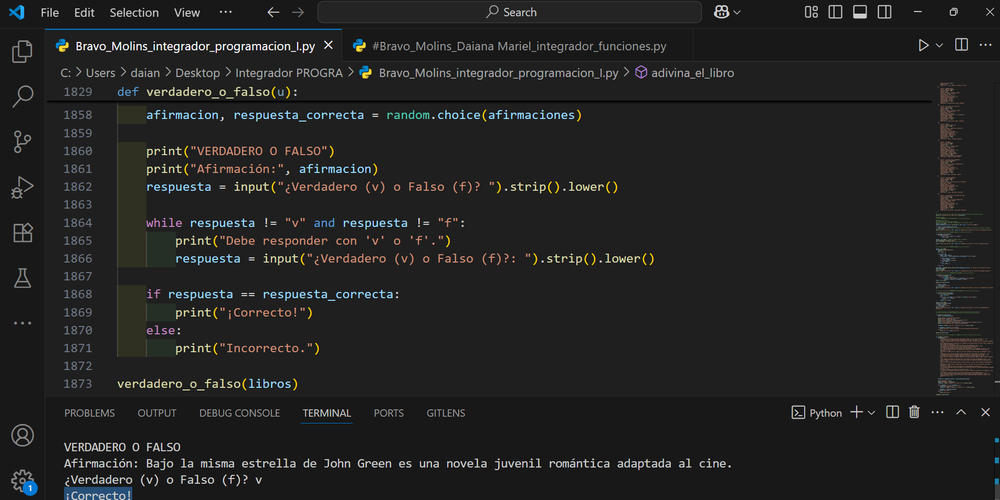 File Edit Selection View ··· Search
Bravo_Molins_integrador_programacion_I.py #Bravo_Molins_Daiana Mariel_integrador_funciones.py
C: > Users > daian > Desktop > Integrador PROGRA > Bravo_Molins_integrador_programacion_I.py > adivina_el_libro
1829 def verdadero_o_falso(u):
1858 afirmacion, respuesta_correcta = random.choice(afirmaciones)
1859
1860 print("VERDADERO O FALSO")
1861 print("Afirmación:", afirmacion)
1862 respuesta = input("¿Verdadero (v) o Falso (f)? ").strip().lower()
1863
1864 while respuesta != "v" and respuesta != "f":
1865 print("Debe responder con 'v' o 'f'.")
1866 respuesta = input("¿Verdadero (v) o Falso (f)?: ").strip().lower()
1867
1868 if respuesta == respuesta_correcta:
1869 print("¡Correcto!")
1870 else:
1871 print("Incorrecto.")
1872
1873 verdadero_o_falso(libros)
PROBLEMS OUTPUT DEBUG CONSOLE TERMINAL PORTS GITLENS Python
VERDADERO O FALSO
Afirmación: Bajo la misma estrella de John Green es una novela juvenil romántica adaptada al cine.
¿Verdadero (v) o Falso (f)? v
¡Correcto!
1